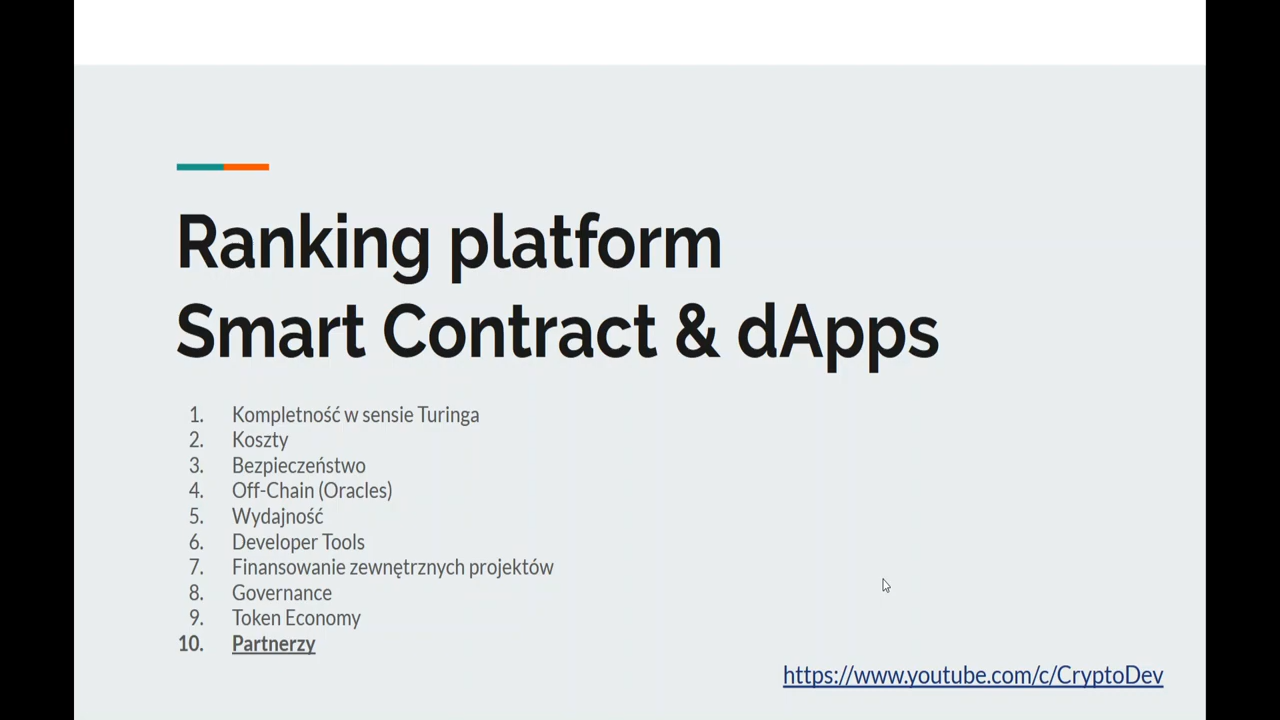 Ranking platform
Smart Contract & dApps
1. Kompletność w sensie Turinga
2. Koszty
3. Bezpieczeństwo
4. Off-Chain (Oracles)
5. Wydajność
6. Developer Tools
7. Finansowanie zewnętrznych projektów
8. Governance
9. Token Economy
10. Partnerzy
https://www.youtube.com/c/CryptoDev